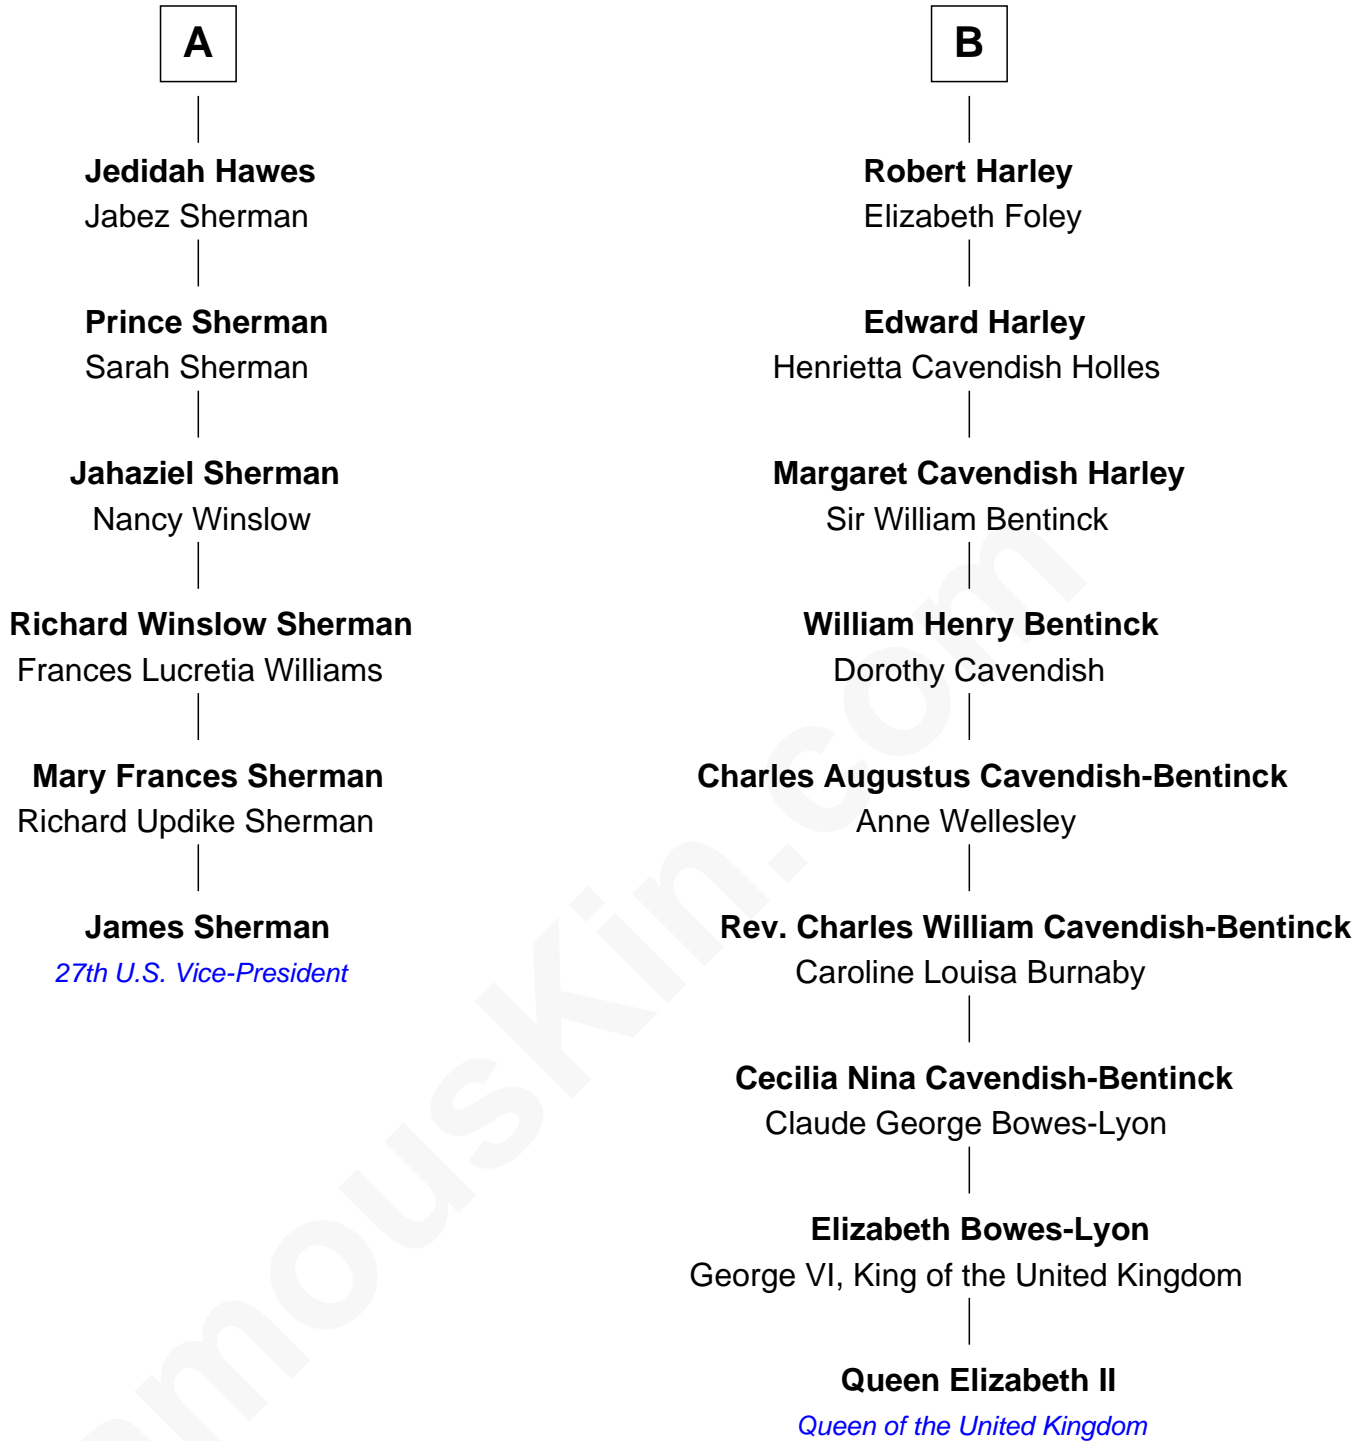 A
Jedidah Hawes
Jabez Sherman
Prince Sherman
Sarah Sherman
Jahaziel Sherman
Nancy Winslow
Richard Winslow Sherman
Frances Lucretia Williams
Mary Frances Sherman
Richard Updike Sherman
James Sherman
27th U.S. Vice-President
B
Robert Harley
Elizabeth Foley
Edward Harley
Henrietta Cavendish Holles
Margaret Cavendish Harley
Sir William Bentinck
William Henry Bentinck
Dorothy Cavendish
Charles Augustus Cavendish-Bentinck
Anne Wellesley
Rev. Charles William Cavendish-Bentinck
Caroline Louisa Burnaby
Cecilia Nina Cavendish-Bentinck
Claude George Bowes-Lyon
Elizabeth Bowes-Lyon
George VI, King of the United Kingdom
Queen Elizabeth II
Queen of the United Kingdom
amouskin.com